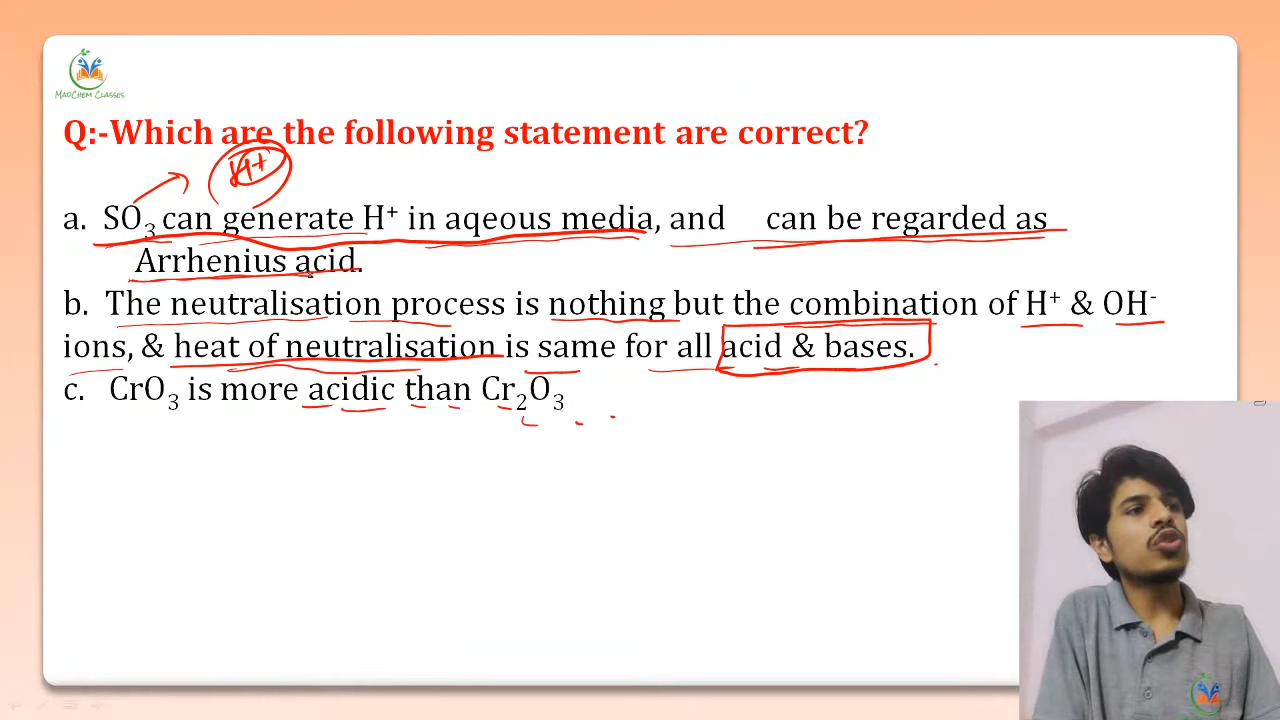 MadChem Classes
Q:-Which are the following statement are correct?
H+
a. SO3 can generate H+ in aqeous media, and can be regarded as
Arrhenius acid.
b. The neutralisation process is nothing but the combination of H+ & OH-
ions, & heat of neutralisation is same for all acid & bases.
c. CrO3 is more acidic than Cr2O3